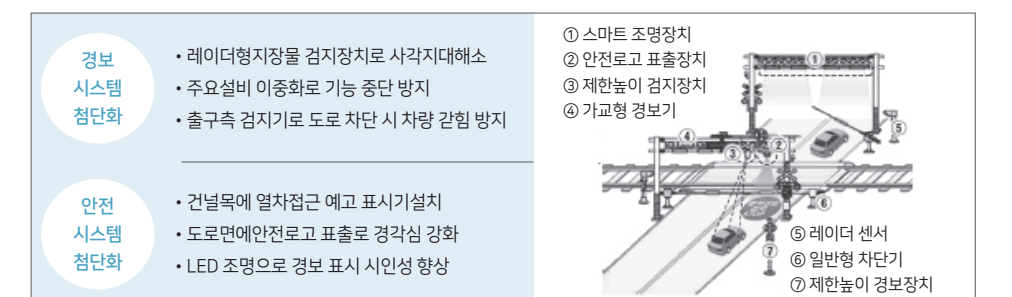 경보
시스템
첨단화
• 레이더형지장물 검지장치로 사각지대해소
• 주요설비 이중화로 기능 중단 방지
• 출구측 검지기로 도로 차단 시 차량 갇힘 방지
안전
시스템
첨단화
• 건널목에 열차접근 예고 표시기설치
• 도로면에안전로고 표출로 경각심 강화
• LED 조명으로 경보 표시 시인성 향상
① 스마트 조명장치
② 안전로고 표출장치
③ 제한높이 검지장치
④ 가교형 경보기
①
⑤
④
②
③
⑥
⑦
⑤ 레이더 센서
⑥ 일반형 차단기
⑦ 제한높이 경보장치